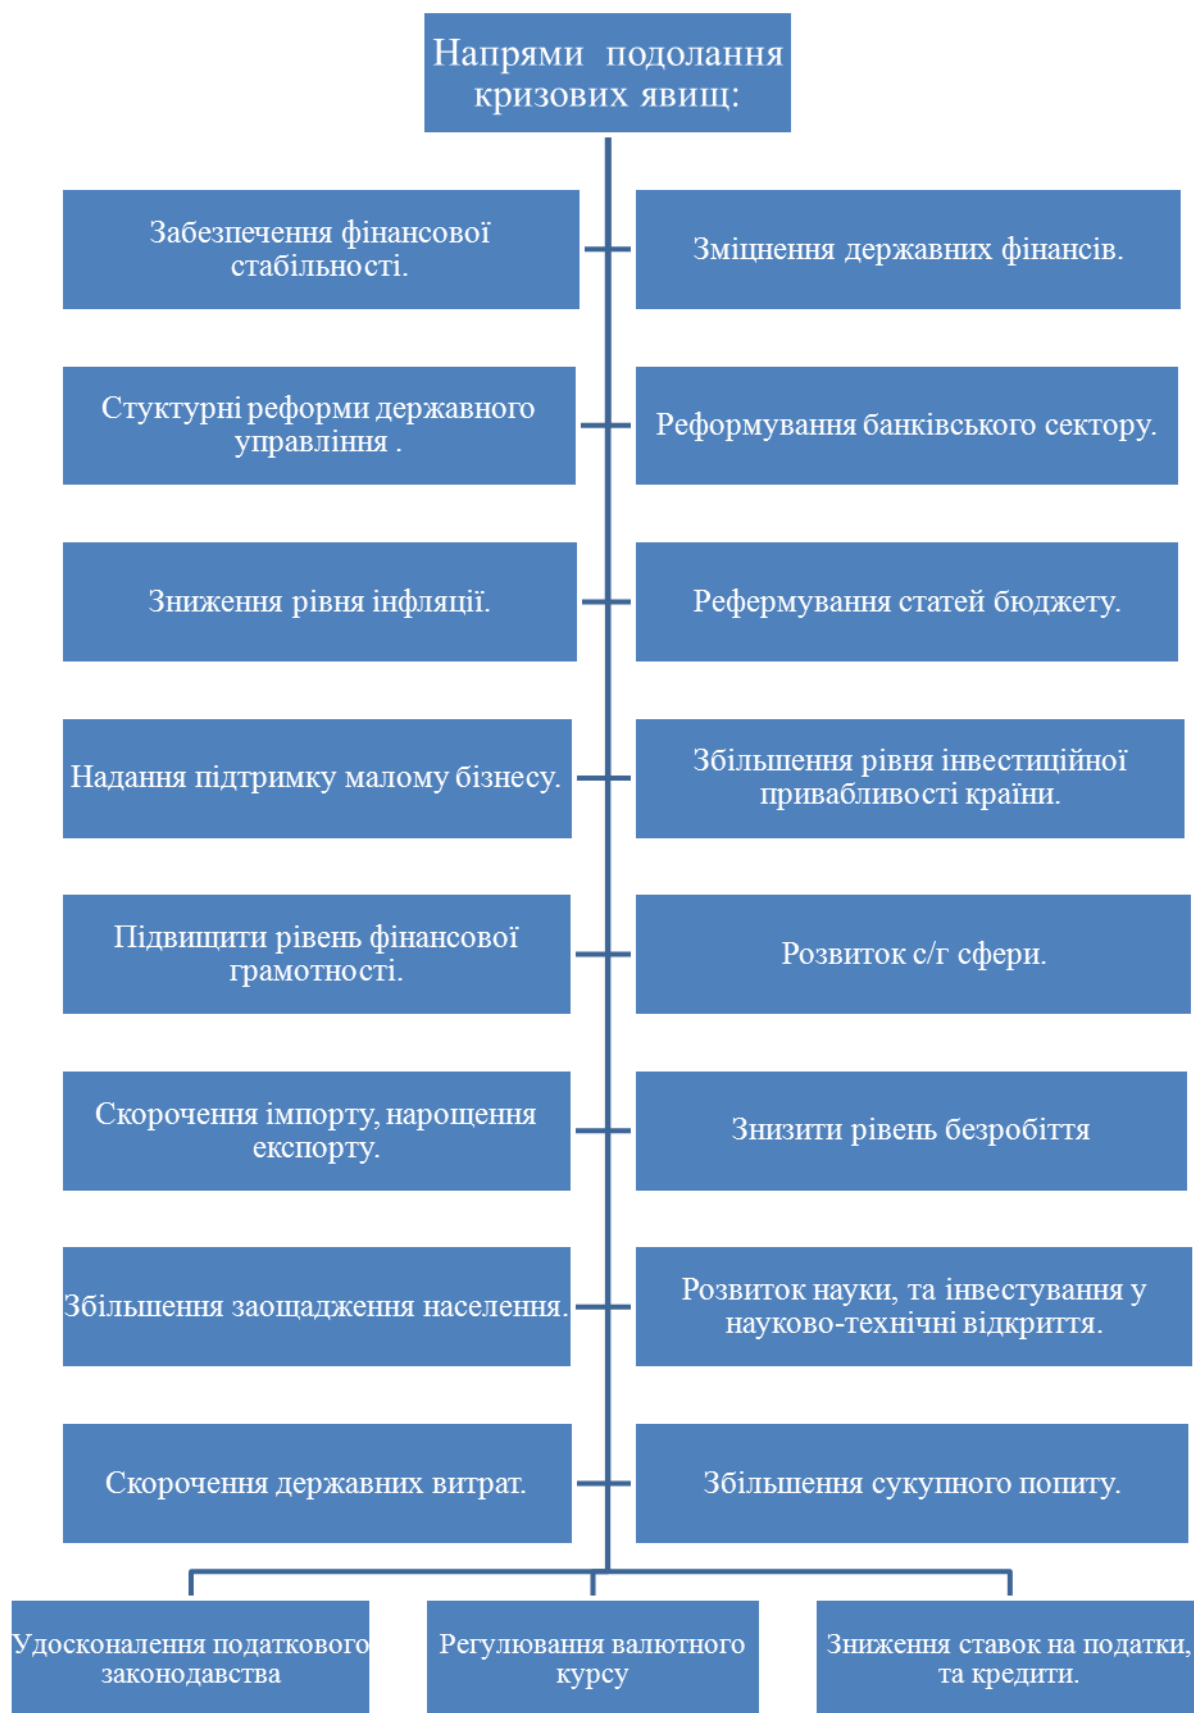 Напрями подолання
кризових явищ:
Забезпечення фінансової
стабільності.
Зміцнення державних фінансів.
Стуктурні реформи державного
управління .
Реформування банківського сектору.
Зниження рівня інфляції.
Рефермування статей бюджету.
Надання підтримку малому бізнесу.
Збільшення рівня інвестиційної
привабливості країни.
Підвищити рівень фінансової
грамотності.
Розвиток с/г сфери.
Скорочення імпорту, нарощення
експорту.
Знизити рівень безробіття
Збільшення заощадження населення.
Розвиток науки, та інвестування у
науково-технічні відкриття.
Скорочення державних витрат.
Збільшення сукупного попиту.
Удосконалення податкового
законодавства
Регулювання валютного
курсу
Зниження ставок на податки,
та кредити.